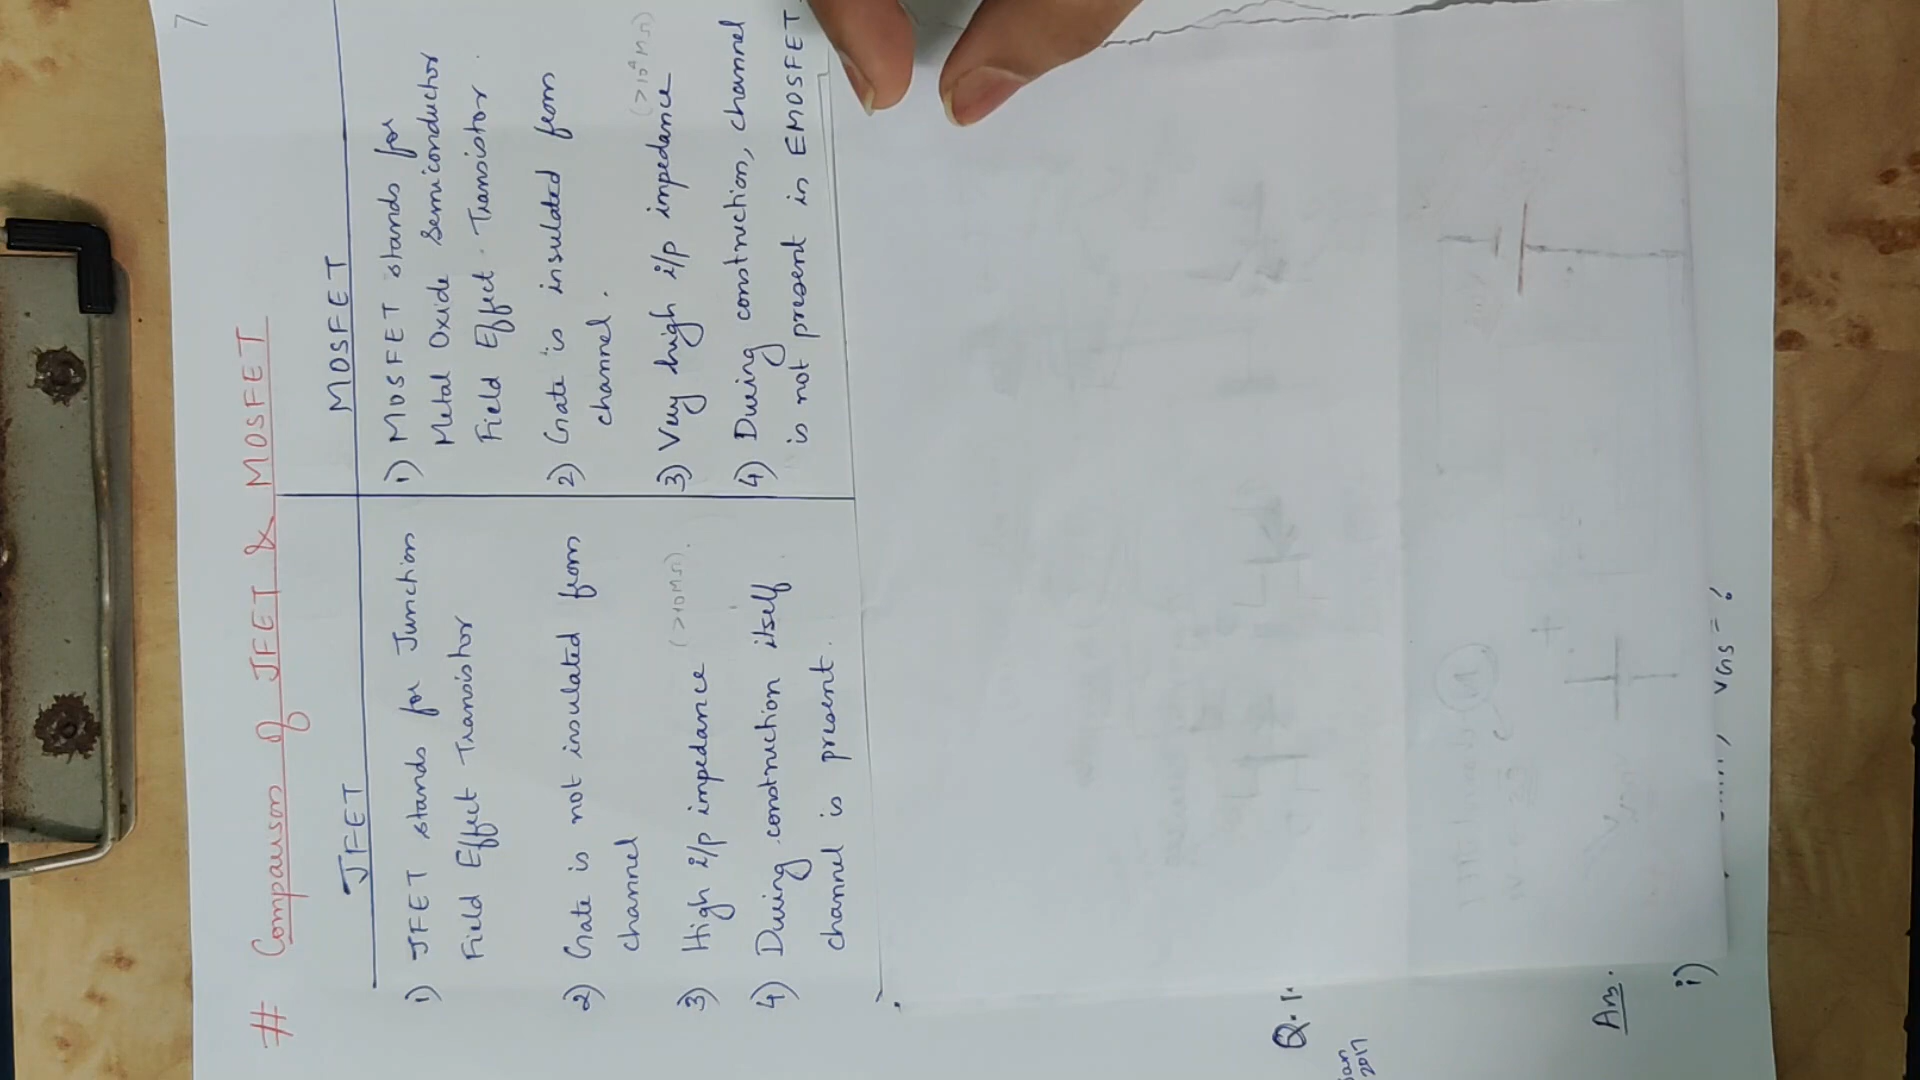 7
# Comparison of JFET & MOSFET
JFET
1) JFET stands for Junction
Field Effect Transistor
2) Gate is not insulated from
channel
3) High i/p impedance (>10MΩ).
4) During construction itself
channel is present.
MOSFET
1) MOSFET stands for
Metal Oxide Semiconductor
Field Effect Transistor.
2) Gate is insulated from
channel.
3) Very high i/p impedance (>10⁴MΩ)
4) During construction, channel
is not present in EMOSFET
Q.1.
Jan
2017
Ans.
i)
, VGS = ?